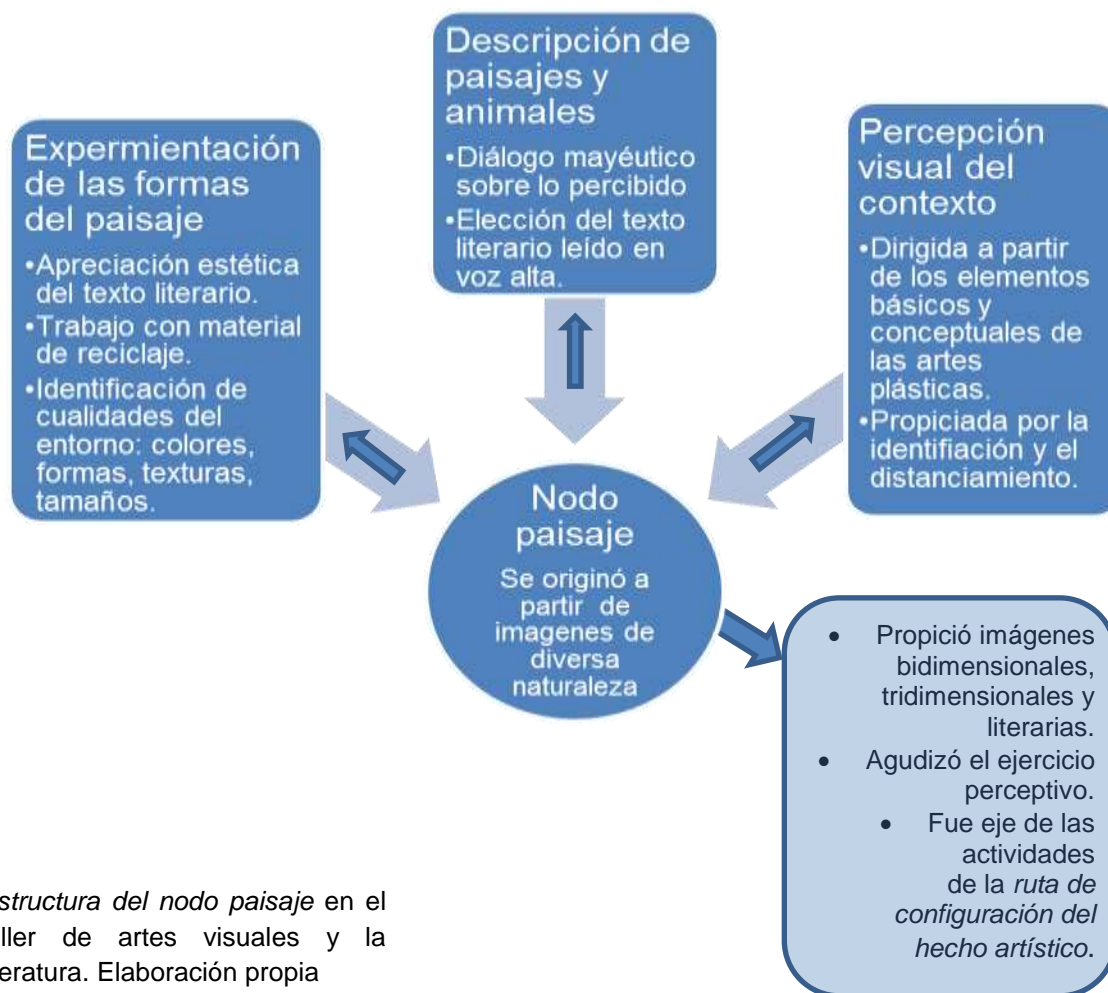 Expermientación
de las formas
del paisaje
•Apreciación estética
del texto literario.
•Trabajo con material
de reciclaje.
•Identificación de
cualidades del
entorno: colores,
formas, texturas,
tamaños.
Descripción de
paisajes y
animales
•Diálogo mayéutico
sobre lo percibido
•Elección del texto
literario leído en
voz alta.
Percepción
visual del
contexto
•Dirigida a partir
de los elementos
básicos y
conceptuales de
las artes
plásticas.
•Propiciada por la
identifiación y el
distanciamiento.
Nodo
paisaje
Se originó a
partir de
imagenes de
diversa
naturaleza
• Propició imágenes
bidimensionales,
tridimensionales y
literarias.
• Agudizó el ejercicio
perceptivo.
• Fue eje de las
actividades
de la ruta de
configuración del
hecho artístico.
structura del nodo paisaje en el
ller de artes visuales y la
eratura. Elaboración propia